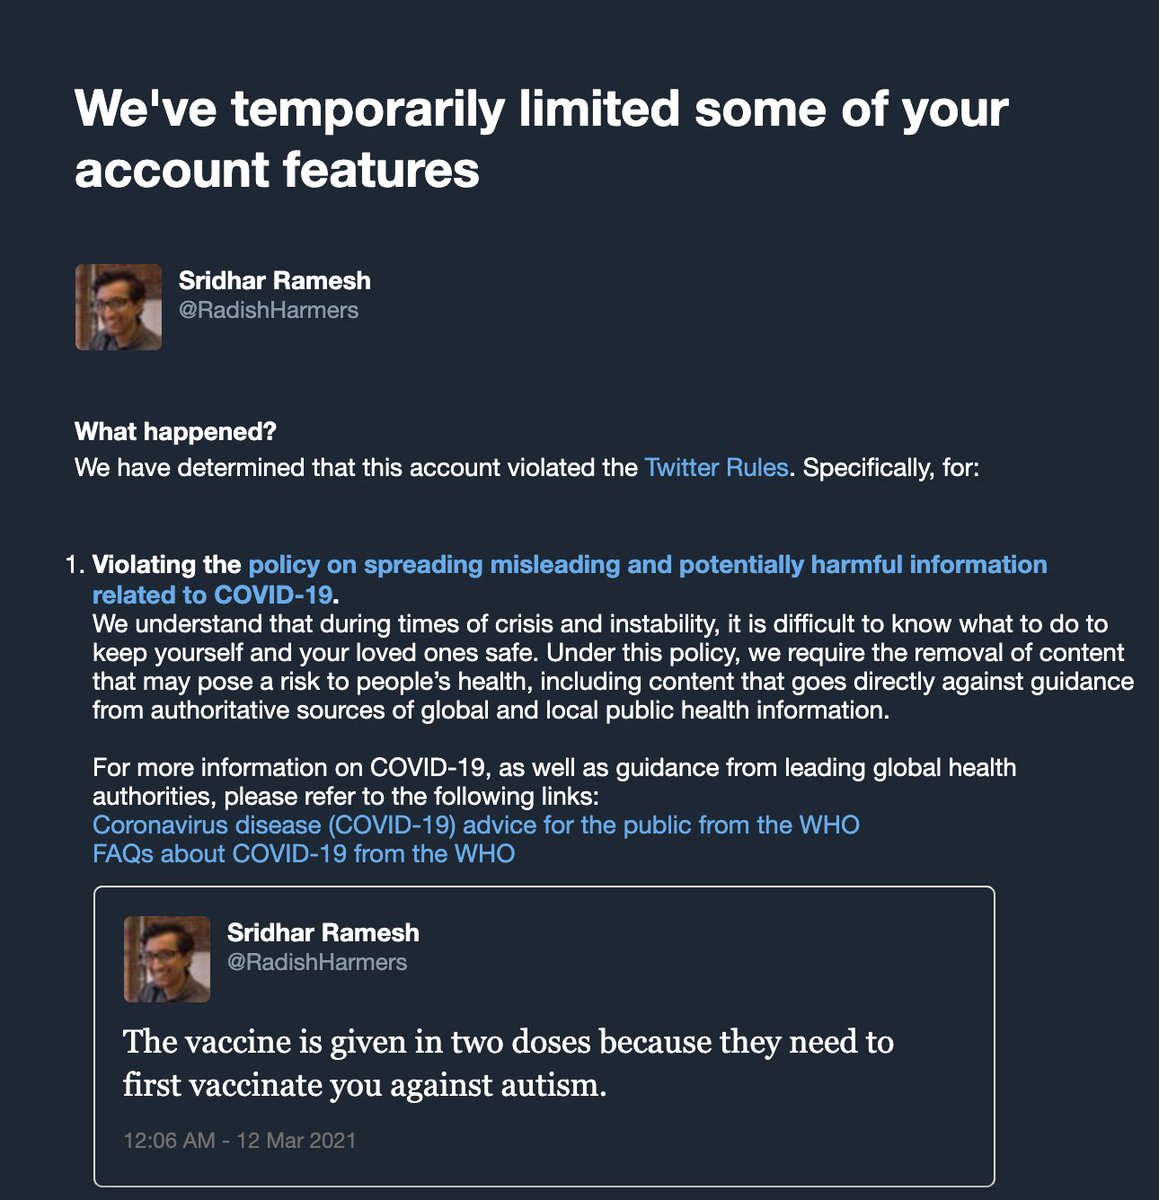 We've temporarily limited some of your
account features
Sridhar Ramesh
@RadishHarmers
What happened?
We have determined that this account violated the Twitter Rules. Specifically, for:
1. Violating the policy on spreading misleading and potentially harmful information
related to COVID-19.
We understand that during times of crisis and instability, it is difficult to know what to do to
keep yourself and your loved ones safe. Under this policy, we require the removal of content
that may pose a risk to people’s health, including content that goes directly against guidance
from authoritative sources of global and local public health information.
For more information on COVID-19, as well as guidance from leading global health
authorities, please refer to the following links:
Coronavirus disease (COVID-19) advice for the public from the WHO
FAQs about COVID-19 from the WHO
Sridhar Ramesh
@RadishHarmers
The vaccine is given in two doses because they need to
first vaccinate you against autism.
12:06 AM - 12 Mar 2021